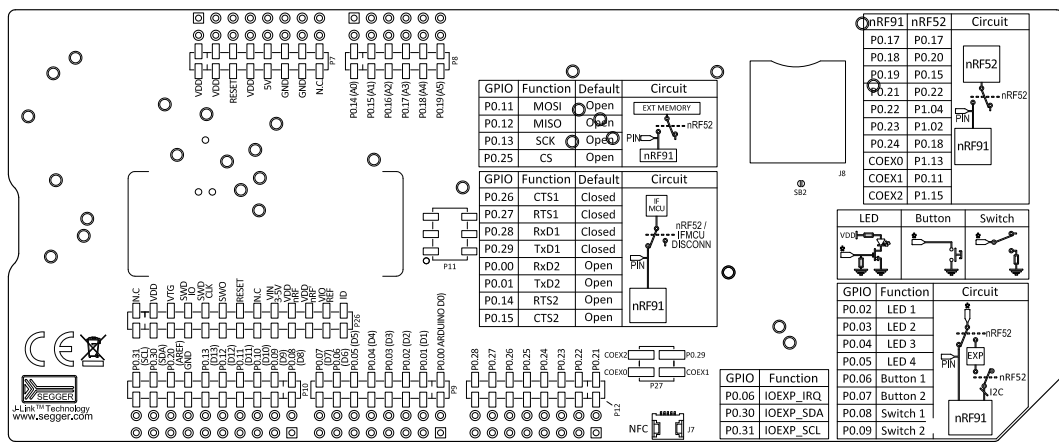 VDD
VDD
RESET
VDD
5V
GND
GND
N.C
P7
P0.14 (A0)
P0.15 (A1)
P0.16 (A2)
P0.17 (A3)
P0.18 (A4)
P0.19 (A5)
P8
GPIO Function Default Circuit
P0.11 MOSI Open
P0.12 MISO Open
P0.13 SCK Open
P0.25 CS Open
EXT MEMORY
nRF52
PIN
nRF91
GPIO Function Default Circuit
P0.26 CTS1 Closed
P0.27 RTS1 Closed
P0.28 RxD1 Closed
P0.29 TxD1 Closed
P0.00 RxD2 Open
P0.01 TxD2 Open
P0.14 RTS2 Open
P0.15 CTS2 Open
IF
MCU
nRF52 /
IFMCU
DISCONN
PIN
nRF91
J8
SB2
nRF91 nRF52 Circuit
P0.17 P0.17
P0.18 P0.20
P0.19 P0.15
P0.21 P0.22
P0.22 P1.04
P0.23 P1.02
P0.24 P0.18
COEX0 P1.13
COEX1 P0.11
COEX2 P1.15
nRF52
nRF52
PIN
nRF91
LED Button Switch
VDD
GPIO Function Circuit
P0.02 LED 1
P0.03 LED 2
P0.04 LED 3
P0.05 LED 4
P0.06 Button 1
P0.07 Button 2
P0.08 Switch 1
P0.09 Switch 2
nRF52
EXP
PIN
nRF52
I2C
nRF91
P11
N.C
VDD
VTG
SWD
IO
SWD
CLK
SWO
RESET
N.C
VIN
3-5V
VDD
nRF
VDD
nRF
VIO
REF
ID
P26
P0.31
(SCL)
P0.30
(SDA)
P0.20
(AREF)
GND
P0.13
(D13)
P0.12
(D12)
P0.11
(D11)
P0.10
(D10)
P0.09
(D9)
P0.08
(D8)
P10
P0.07
(D7)
P0.06
(D6)
P0.05 (D5)
P0.04 (D4)
P0.03 (D3)
P0.02 (D2)
P0.01 (D1)
P0.00 ARDUINO D0)
P9
P0.28
P0.27
P0.26
P0.25
P0.24
P0.23
P0.22
P0.21
P12
COEX2 P0.29
COEX0 COEX1
P27
NFC
J7
GPIO Function
P0.06 IOEXP_IRQ
P0.30 IOEXP_SDA
P0.31 IOEXP_SCL
CE
SEGGER
J-Link™ Technology
www.segger.com